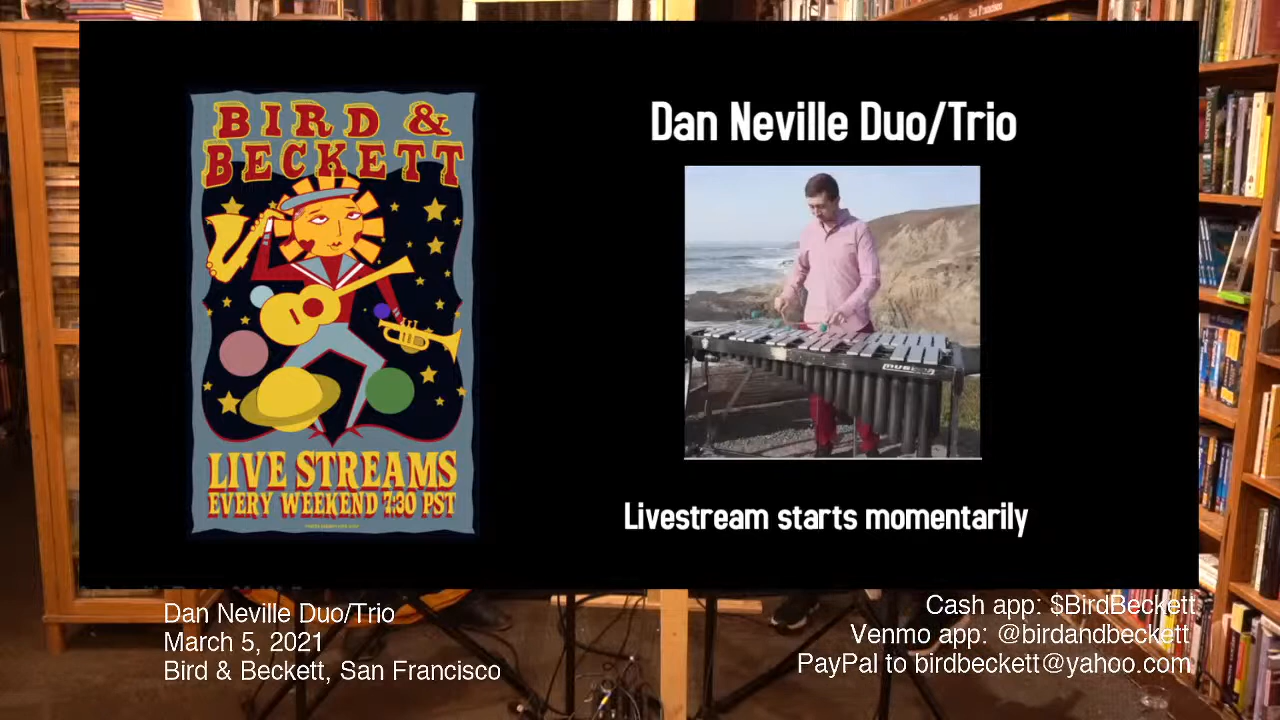 BIRD &
BECKETT
LIVE STREAMS
EVERY WEEKEND 7:30 PST
Dan Neville Duo/Trio
musser
Livestream starts momentarily
Dan Neville Duo/Trio
March 5, 2021
Bird & Beckett, San Francisco
Cash app: $BirdBeckett
Venmo app: @birdandbeckett
PayPal to birdbeckett@yahoo.com